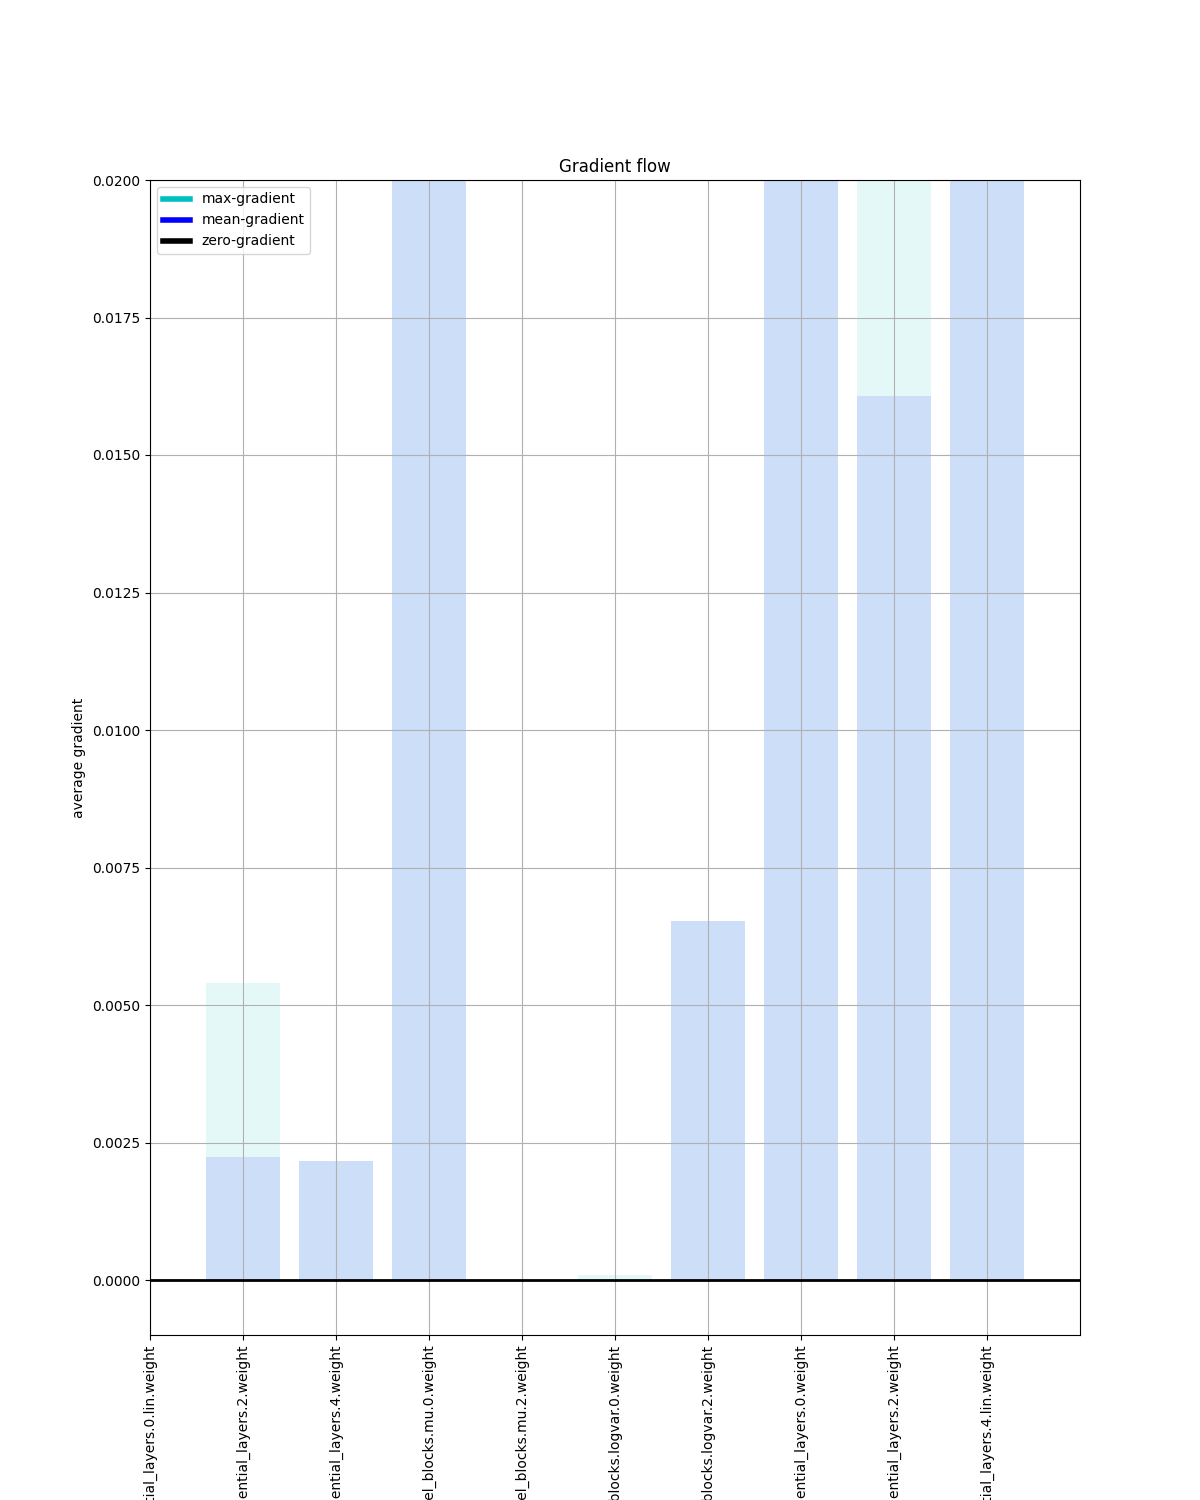 Gradient flow
max-gradient
mean-gradient
zero-gradient
0.0200
0.0175
0.0150
0.0125
0.0100
0.0075
0.0050
0.0025
0.0000
average gradient
tial_layers.0.lin.weight
ential_layers.2.weight
ential_layers.4.weight
el_blocks.mu.0.weight
el_blocks.mu.2.weight
blocks.logvar.0.weight
blocks.logvar.2.weight
ential_layers.0.weight
ential_layers.2.weight
tial_layers.4.lin.weight